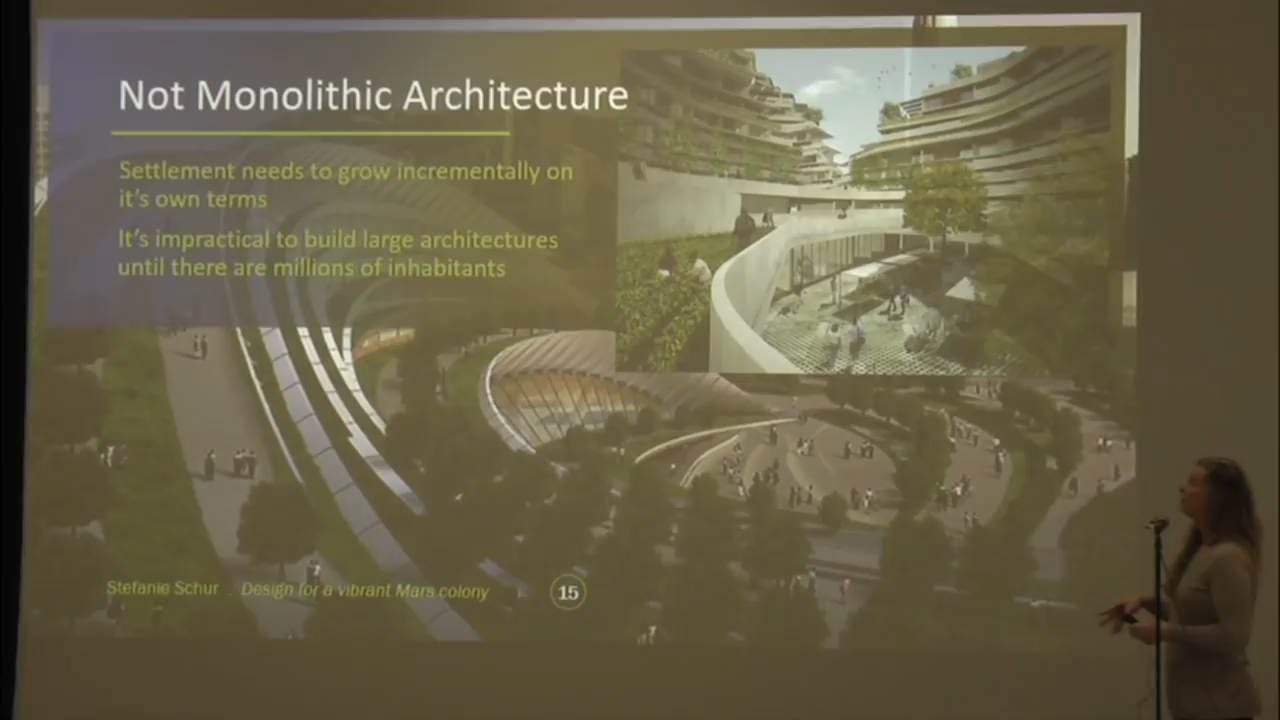 Not Monolithic Architecture
Settlement needs to grow incrementally on
it's own terms
It's impractical to build large architectures
until there are millions of inhabitants
Stefanie Schur . Design for a vibrant Mars colony
15